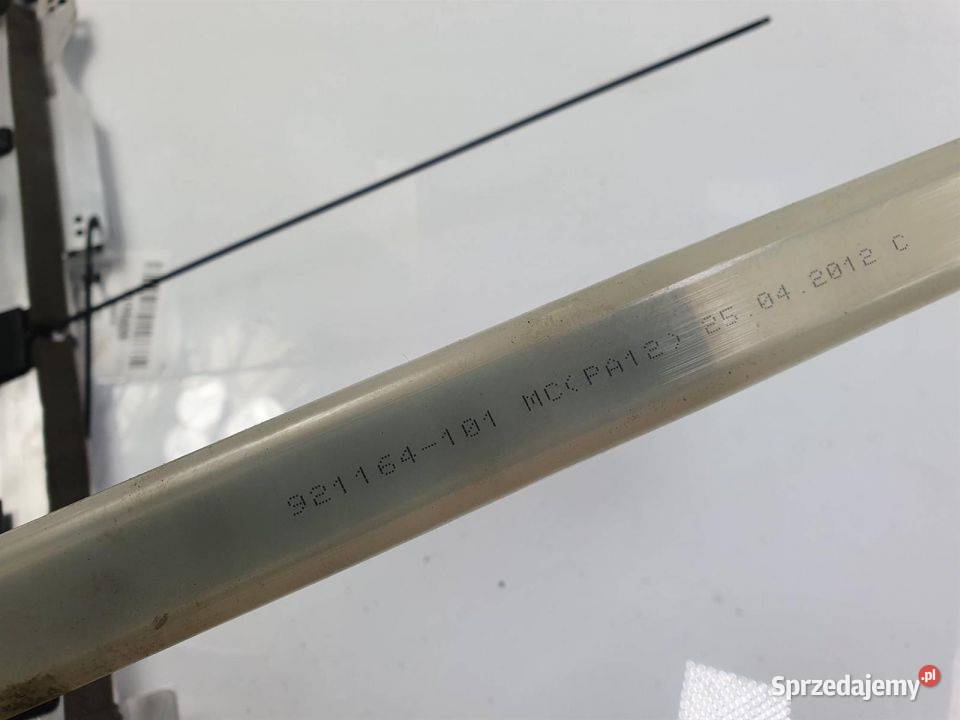 921164-101 MC(PA12) 25.04.2012 C
Sprzedajemy.pl